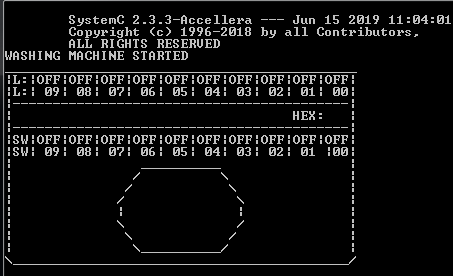 SystemC 2.3.3-Accellera --- Jun 15 2019 11:04:01
Copyright (c) 1996-2018 by all Contributors,
ALL RIGHTS RESERVED
WASHING MACHINE STARTED
¦L:¦OFF¦OFF¦OFF¦OFF¦OFF¦OFF¦OFF¦OFF¦OFF¦OFF¦
¦L:¦ 09¦ 08¦ 07¦ 06¦ 05¦ 04¦ 03¦ 02¦ 01¦ 00¦
HEX:
¦SW¦OFF¦OFF¦OFF¦OFF¦OFF¦OFF¦OFF¦OFF¦OFF¦OFF¦
¦SW¦ 09¦ 08¦ 07¦ 06¦ 05¦ 04¦ 03¦ 02¦ 01 ¦00¦